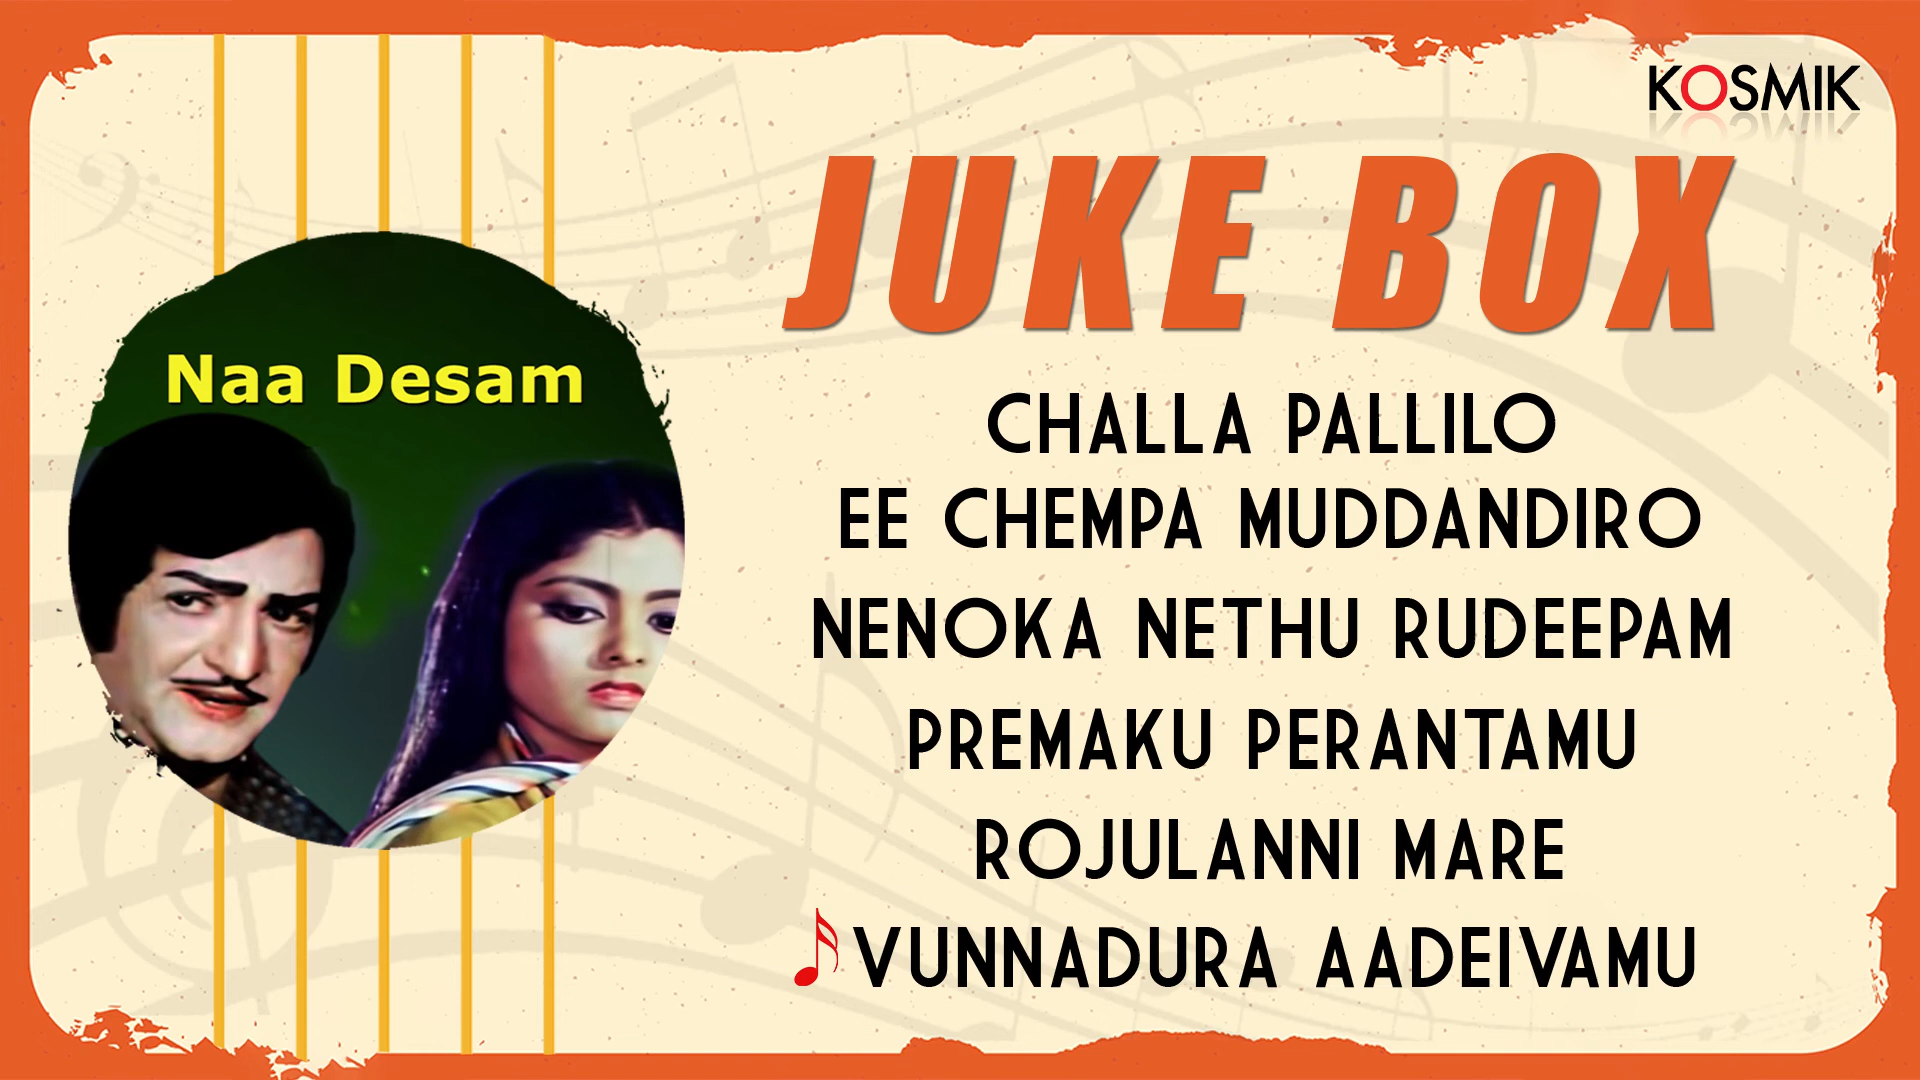 KOSMIK
JUKE BOX
Naa Desam
CHALLA PALLILO
EE CHEMPA MUDDANDIRO
NENOKA NETHU RUDEEPAM
PREMAKU PERANTAMU
ROJULANNI MARE
VUNNADURA AADEIVAMU